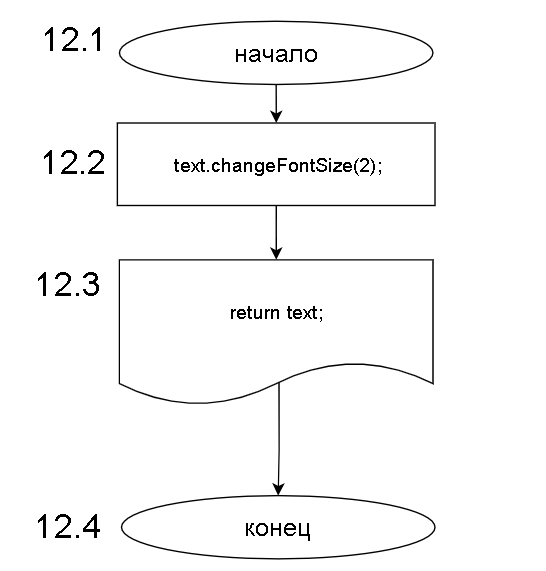 12.1
начало
12.2
text.changeFontSize(2);
12.3
return text;
12.4
конец